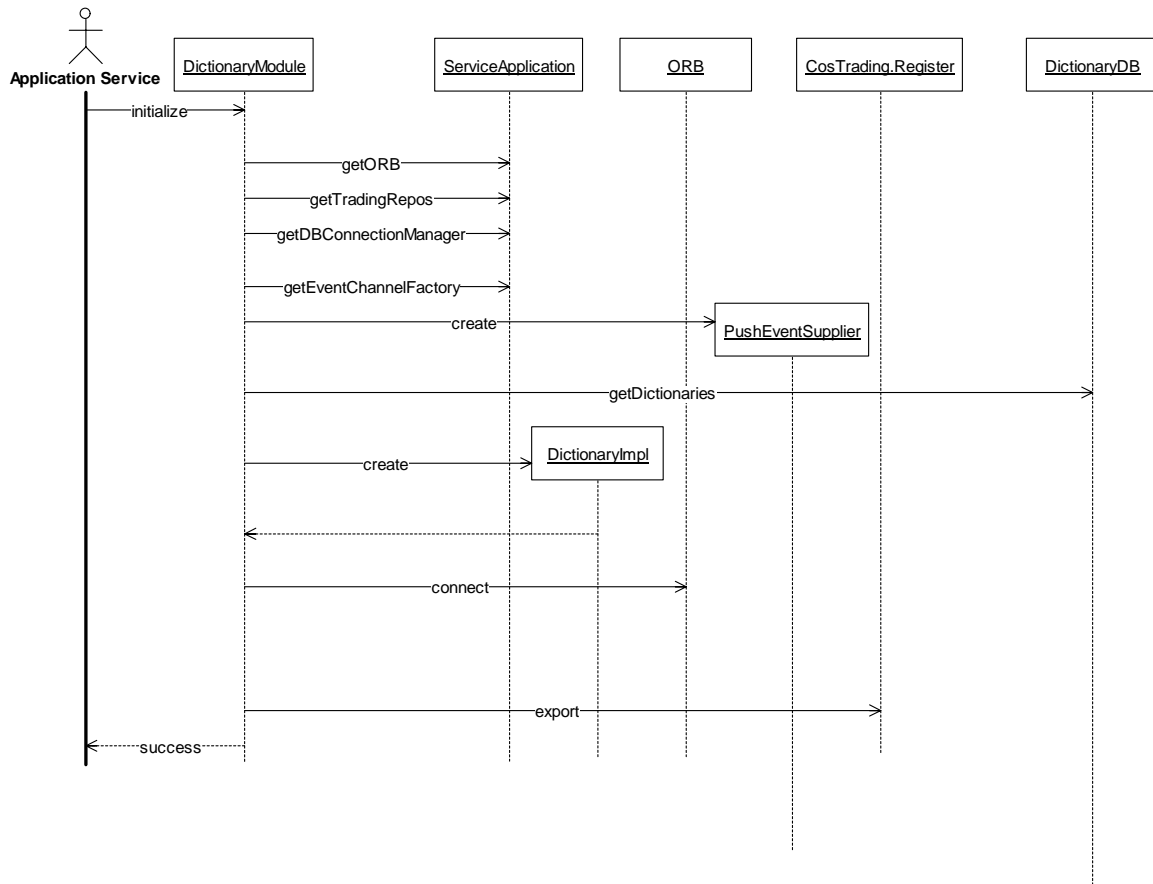 Application Service
DictionaryModule
ServiceApplication
ORB
CosTrading.Register
DictionaryDB
initialize
getORB
getTradingRepos
getDBConnectionManager
getEventChannelFactory
create
PushEventSupplier
getDictionaries
create
DictionaryImpl
connect
export
success